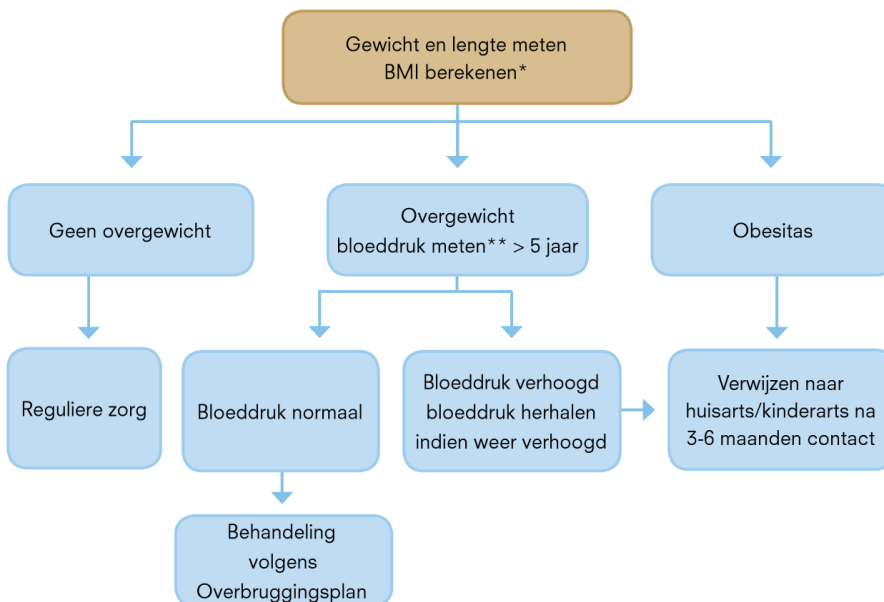 Gewicht en lengte meten
BMI berekenen*
Geen overgewicht
Overgewicht
bloeddruk meten** > 5 jaar
Obesitas
Reguliere zorg
Bloeddruk normaal
Bloeddruk verhoogd
bloeddruk herhalen
indien weer verhoogd
Verwijzen naar
huisarts/kinderarts na
3-6 maanden contact
Behandeling
volgens
Overbruggingsplan